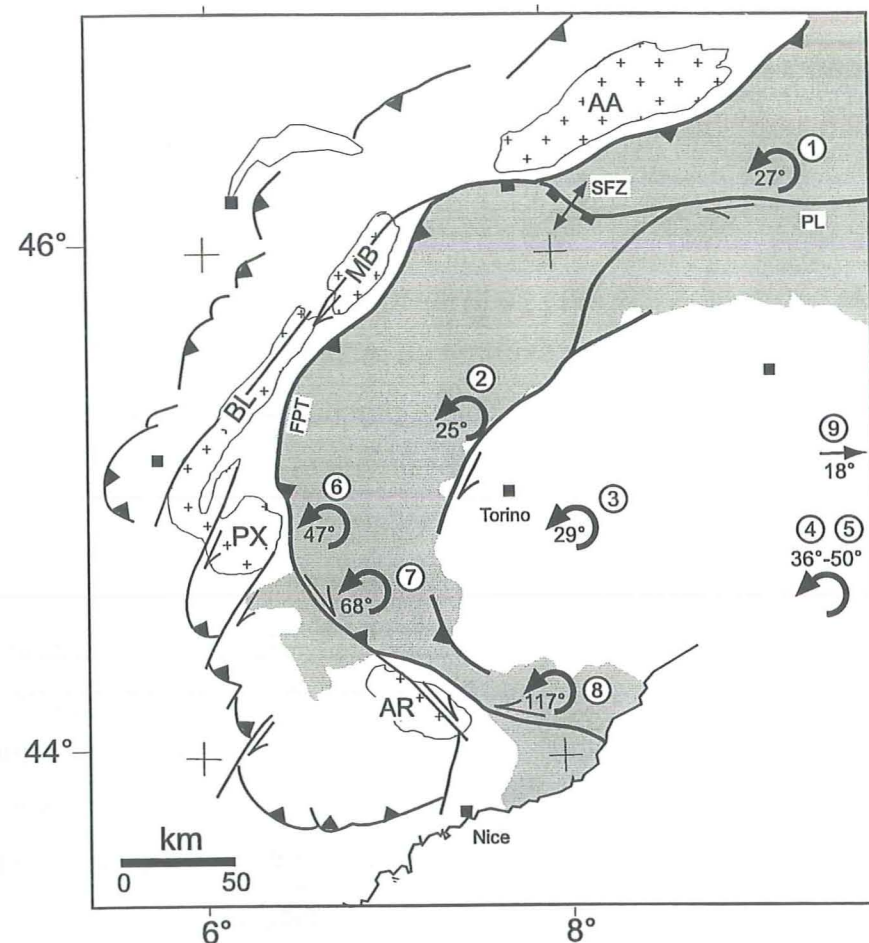 AA
①
27°
SFZ
PL
46°
MB
②
25°
BL
FPT
⑨
18°
⑥
47°
Torino
③
29°
④ ⑤
36°-50°
PX
⑦
68°
AR
⑧
117°
44°
km
0 50
Nice
6° 8°